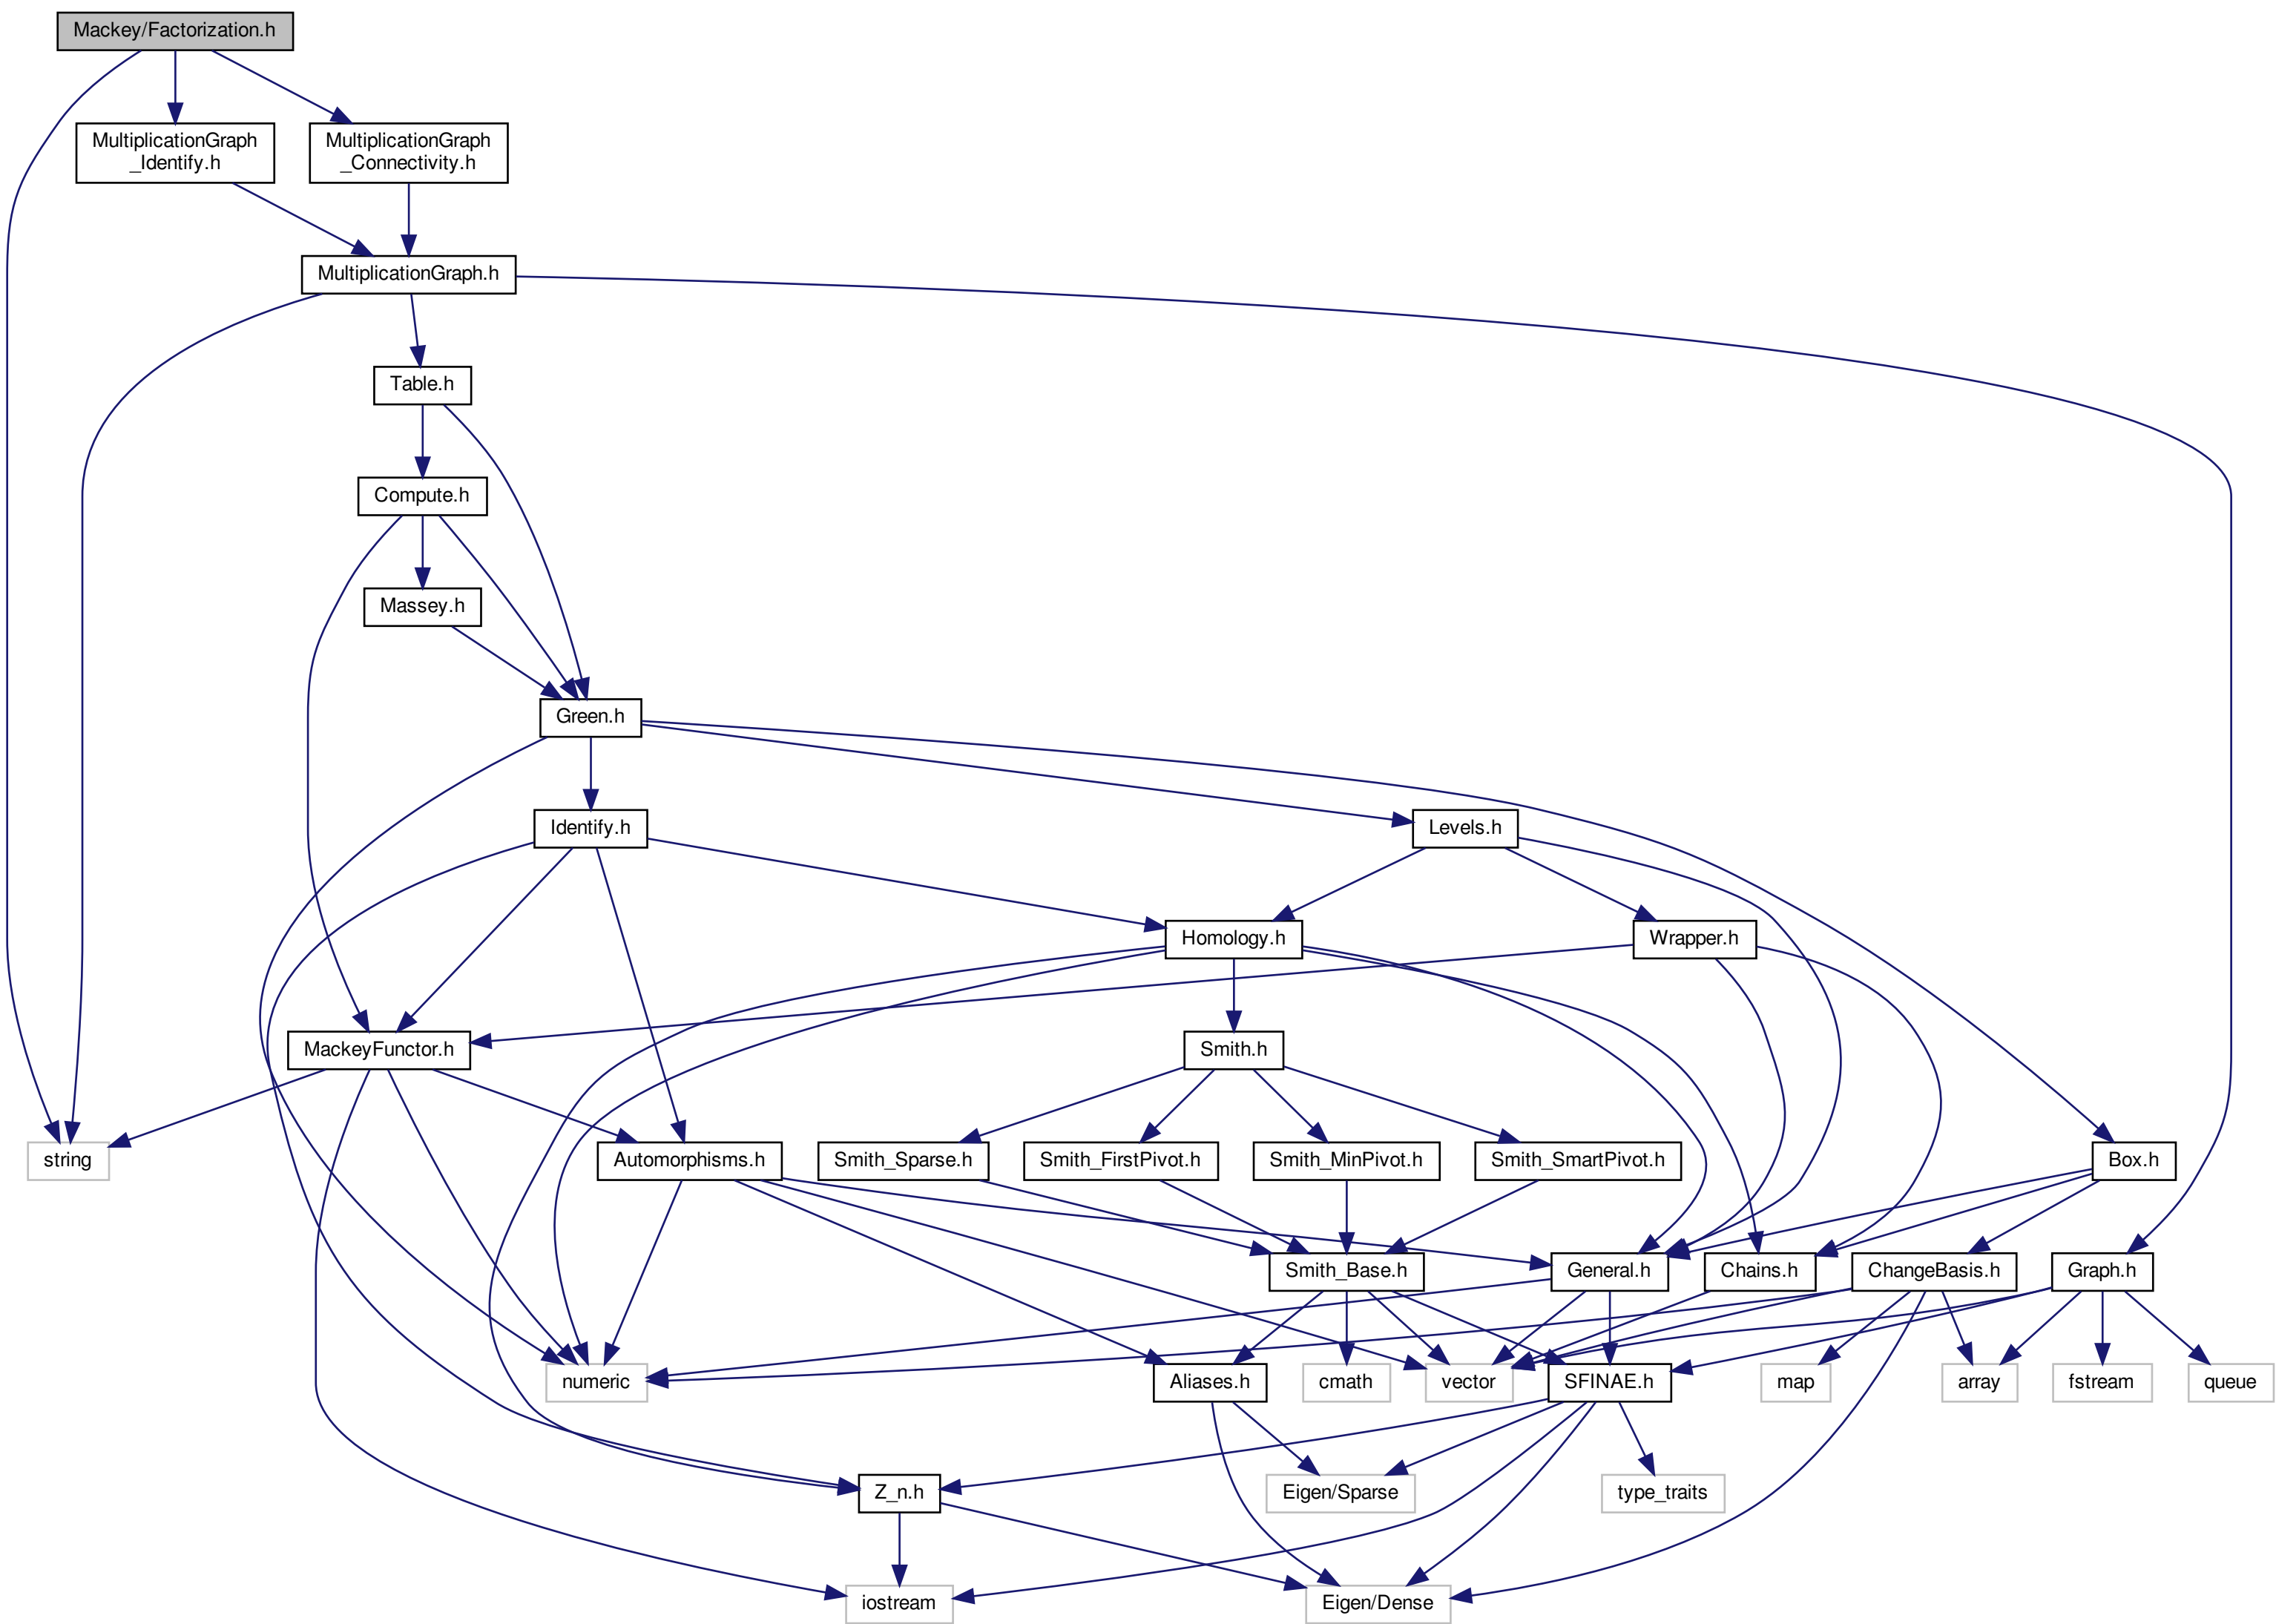 Mackey/Factorization.h
MultiplicationGraph
_Identify.h
MultiplicationGraph
_Connectivity.h
MultiplicationGraph.h
Table.h
Compute.h
Massey.h
Green.h
Identify.h
Levels.h
Homology.h
Wrapper.h
MackeyFunctor.h
Smith.h
string
Automorphisms.h
Smith_Sparse.h
Smith_FirstPivot.h
Smith_MinPivot.h
Smith_SmartPivot.h
Box.h
Smith_Base.h
General.h
Chains.h
ChangeBasis.h
Graph.h
numeric
Aliases.h
cmath
vector
SFINAE.h
map
array
fstream
queue
Z_n.h
Eigen/Sparse
type_traits
iostream
Eigen/Dense